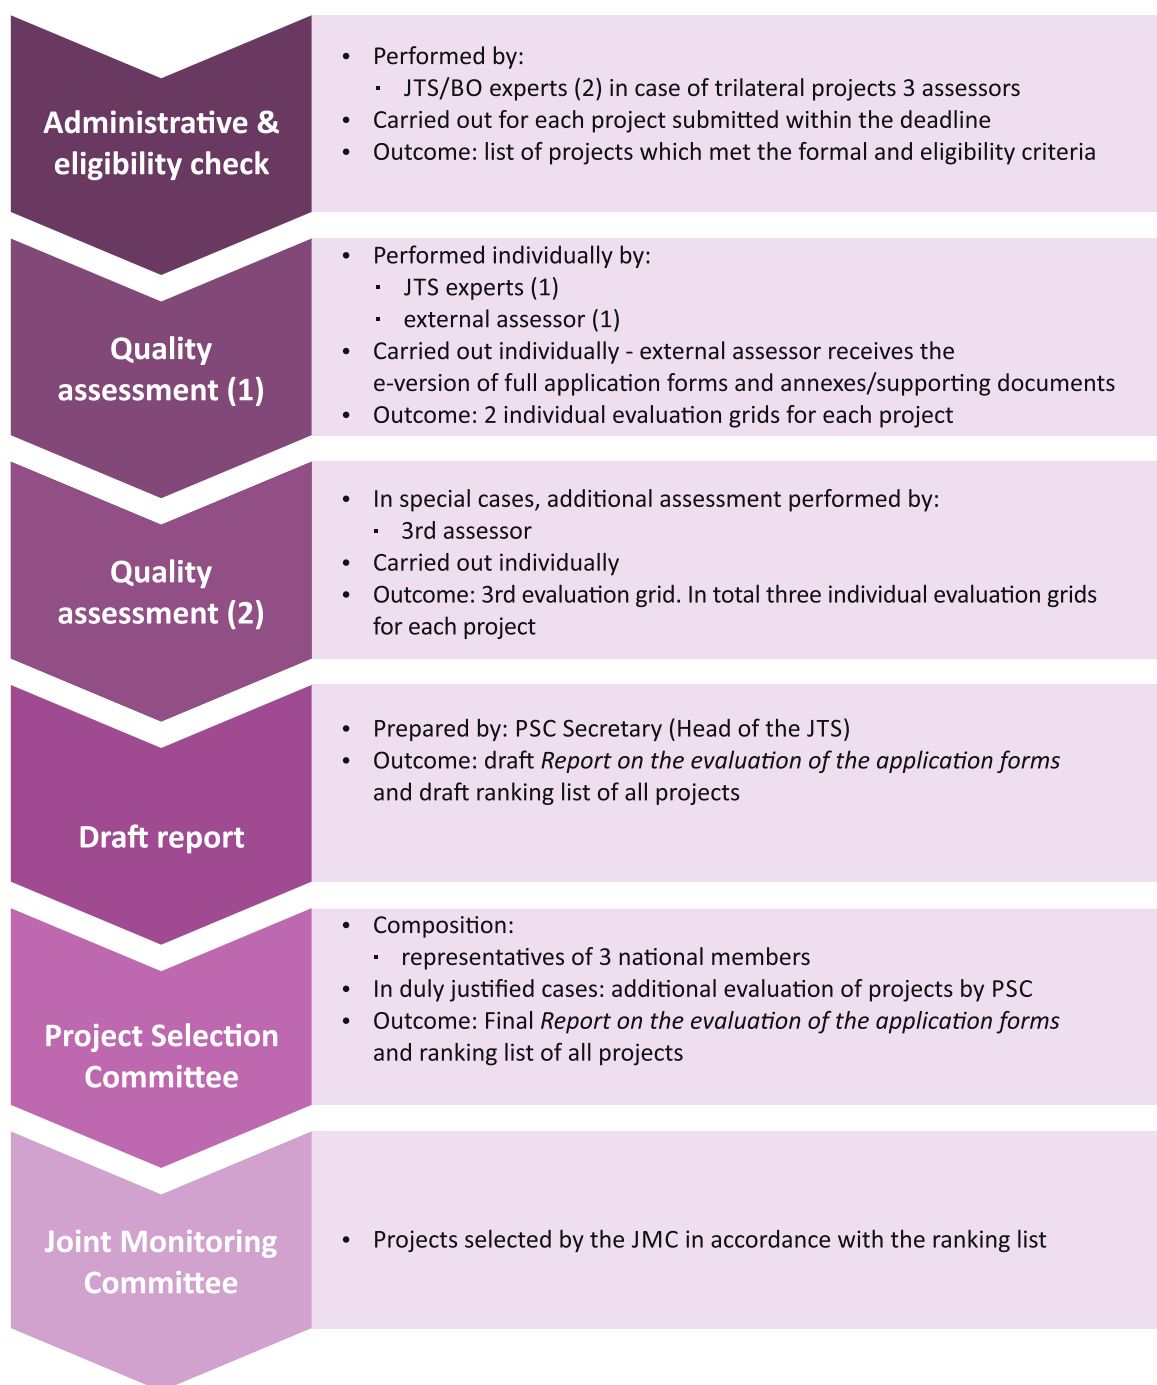 Administrative &
eligibility check
• Performed by:
▪ JTS/BO experts (2) in case of trilateral projects 3 assessors
• Carried out for each project submitted within the deadline
• Outcome: list of projects which met the formal and eligibility criteria
Quality
assessment (1)
• Performed individually by:
▪ JTS experts (1)
▪ external assessor (1)
• Carried out individually - external assessor receives the
e-version of full application forms and annexes/supporting documents
• Outcome: 2 individual evaluation grids for each project
Quality
assessment (2)
• In special cases, additional assessment performed by:
▪ 3rd assessor
• Carried out individually
• Outcome: 3rd evaluation grid. In total three individual evaluation grids
for each project
Draft report
• Prepared by: PSC Secretary (Head of the JTS)
• Outcome: draft Report on the evaluation of the application forms
and draft ranking list of all projects
Project Selection
Committee
• Composition:
▪ representatives of 3 national members
• In duly justified cases: additional evaluation of projects by PSC
• Outcome: Final Report on the evaluation of the application forms
and ranking list of all projects
Joint Monitoring
Committee
• Projects selected by the JMC in accordance with the ranking list